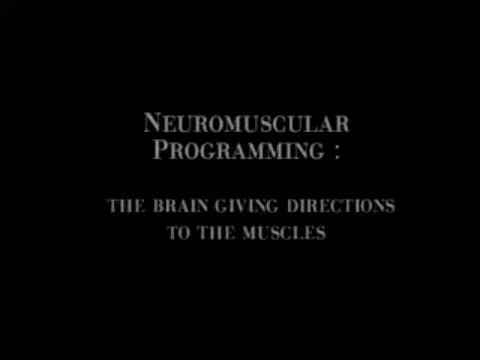 NEUROMUSCULAR
PROGRAMMING :
THE BRAIN GIVING DIRECTIONS
TO THE MUSCLES